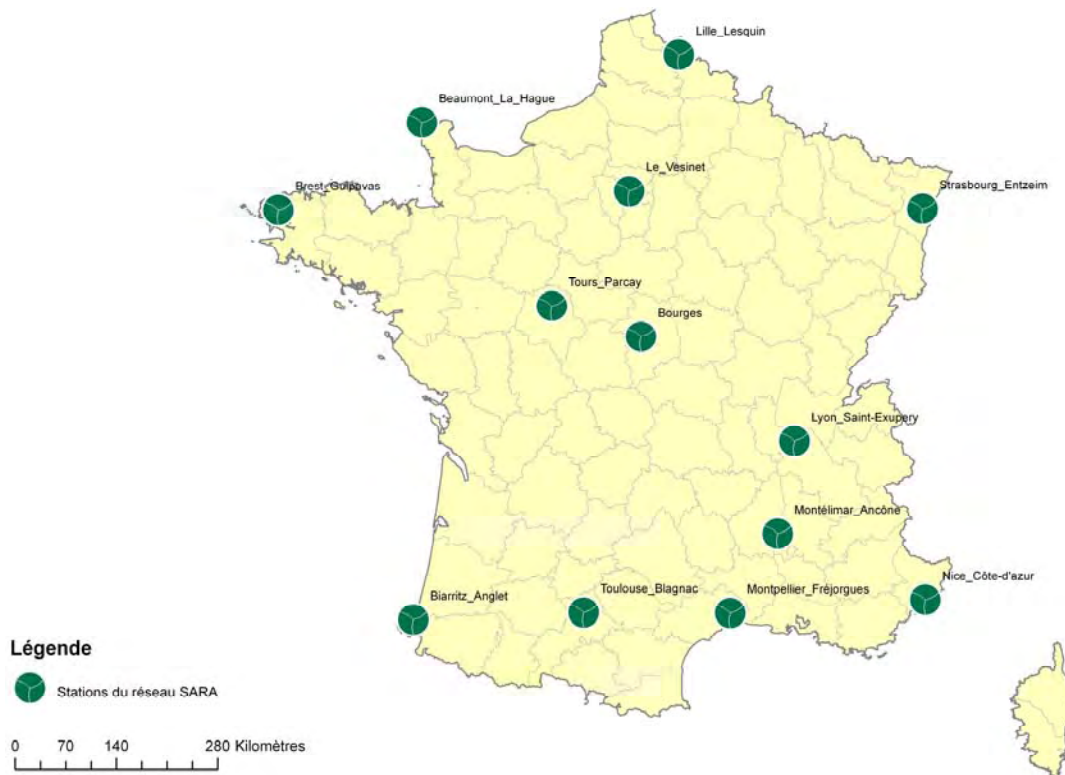 Lille_Lesquin
Beaumont_La_Hague
Le_Vesinet
Brest_Guipavas
Strasbourg_Entzeim
Tours_Parcay
Bourges
Lyon_Saint-Exupery
Montélimar_Ancône
Nice_Côte-d'azur
Biarritz_Anglet
Toulouse_Blagnac
Montpellier_Fréjorgues
Légende
Stations du réseau SARA
0 70 140 280 Kilomètres